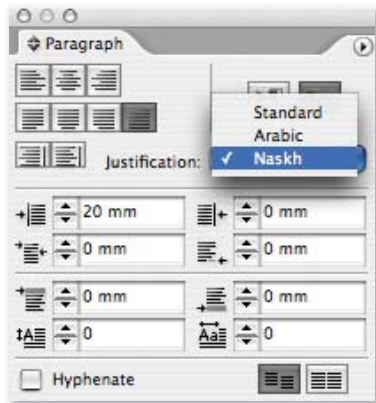 Paragraph
Standard
Arabic
Justification: ✓ Naskh
20 mm 0 mm
0 mm 0 mm
0 mm 0 mm
0 0
Hyphenate